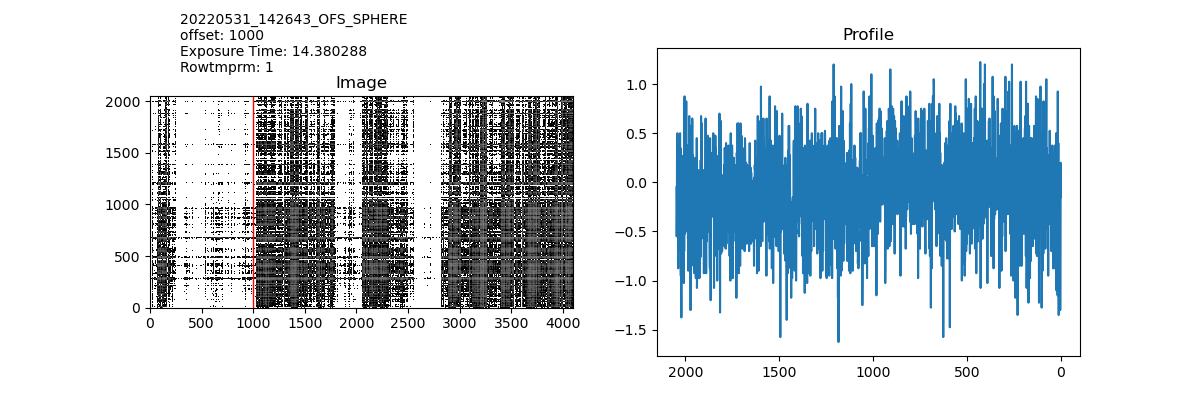 20220531_142643_OFS_SPHERE
offset: 1000
Exposure Time: 14.380288
Rowtmprm: 1
Image
2000
1500
1000
500
0
0 500 1000 1500 2000 2500 3000 3500 4000
Profile
1.0
0.5
0.0
−0.5
−1.0
−1.5
2000 1500 1000 500 0